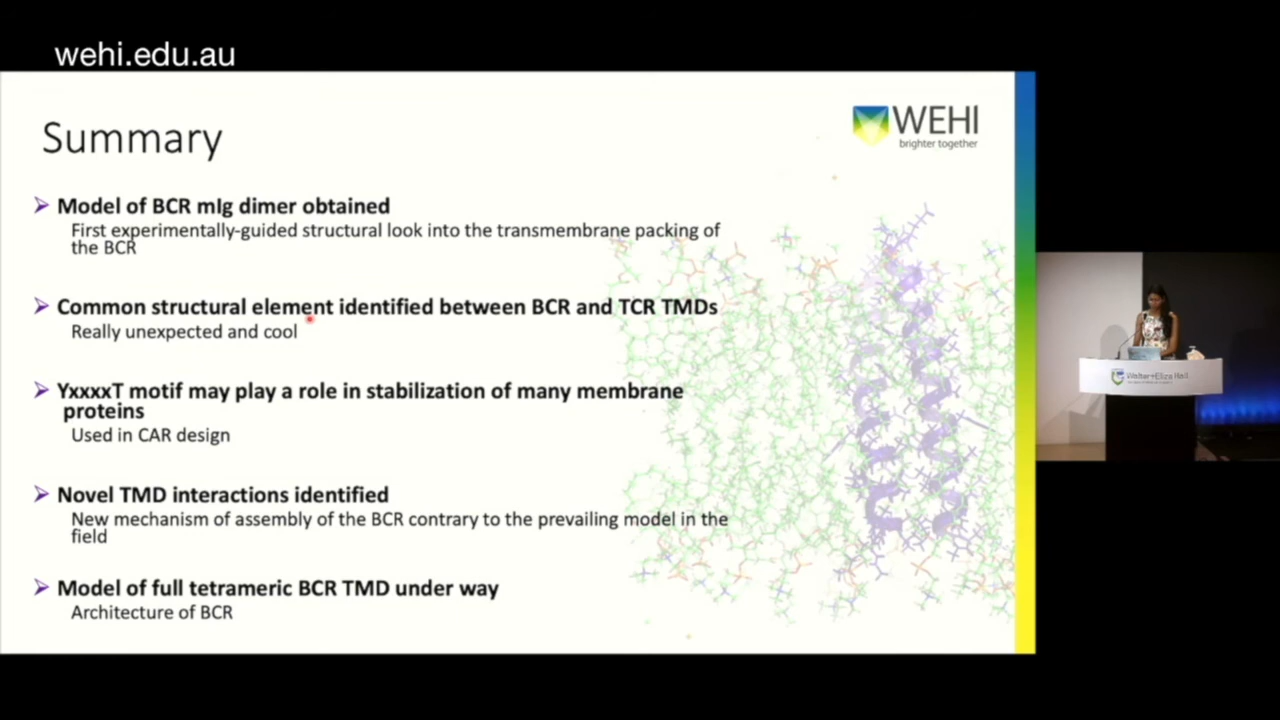 wehi.edu.au
WEHI
brighter together
Summary
Model of BCR mIg dimer obtained
First experimentally-guided structural look into the transmembrane packing of
the BCR
Common structural element identified between BCR and TCR TMDs
Really unexpected and cool
YxxxxT motif may play a role in stabilization of many membrane
proteins
Used in CAR design
Novel TMD interactions identified
New mechanism of assembly of the BCR contrary to the prevailing model in the
field
Model of full tetrameric BCR TMD under way
Architecture of BCR
Walter+Eliza Hall